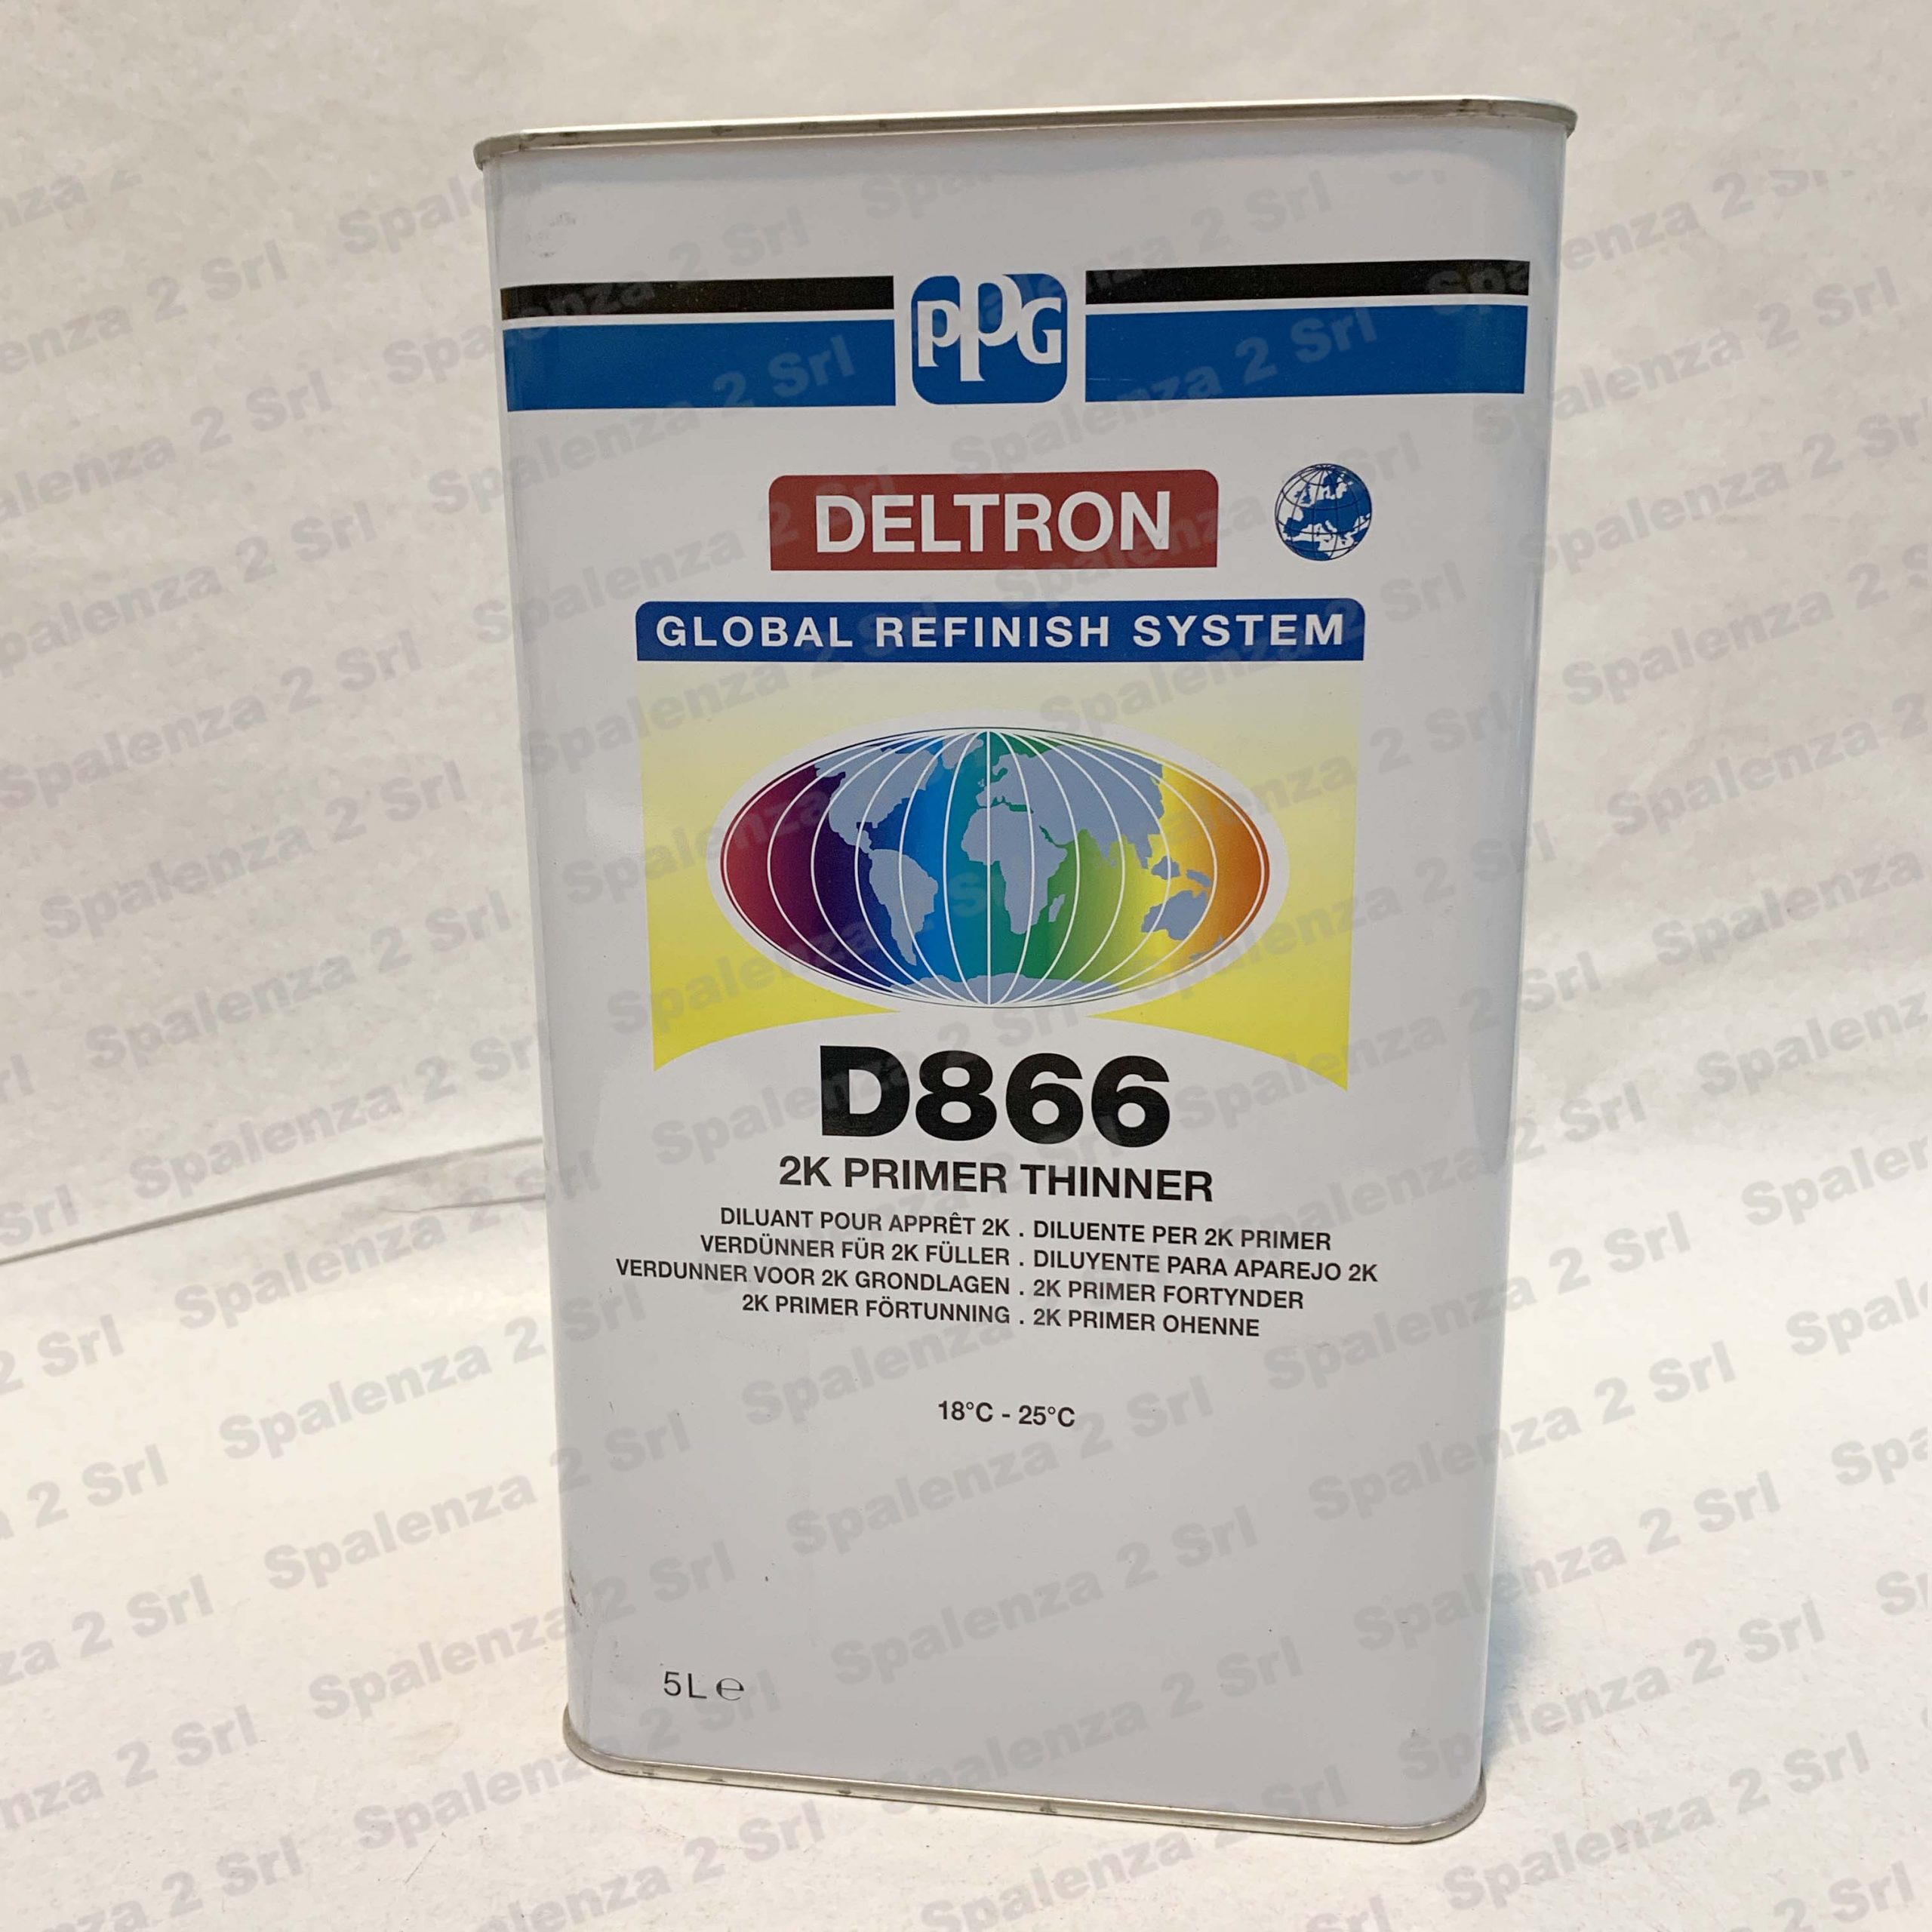 PPG
DELTRON
GLOBAL REFINISH SYSTEM
D866
2K PRIMER THINNER
DILUANT POUR APPRÊT 2K . DILUENTE PER 2K PRIMER
VERDÜNNER FÜR 2K FÜLLER . DILUYENTE PARA APAREJO 2K
VERDUNNER VOOR 2K GRONDLAGEN . 2K PRIMER FORTYNDER
2K PRIMER FÖRTUNNING . 2K PRIMER OHENNE
18°C - 25°C
5L ℮
Spalenza 2 Srl